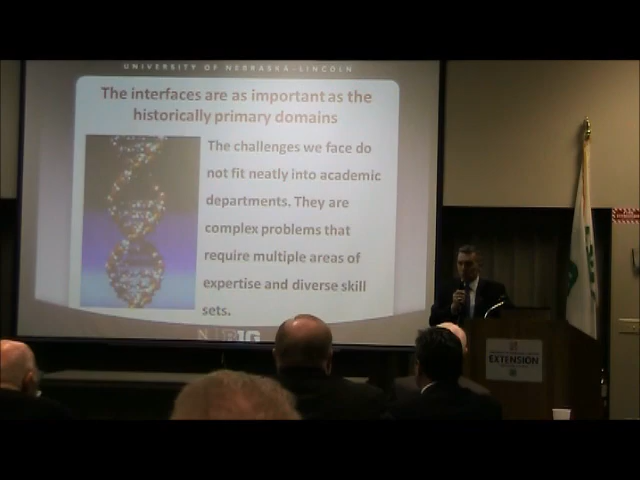 UNIVERSITY OF NEBRASKA-LINCOLN
The interfaces are as important as the
historically primary domains
The challenges we face do
not fit neatly into academic
departments. They are
complex problems that
require multiple areas of
expertise and diverse skill
sets.
EXTENSION